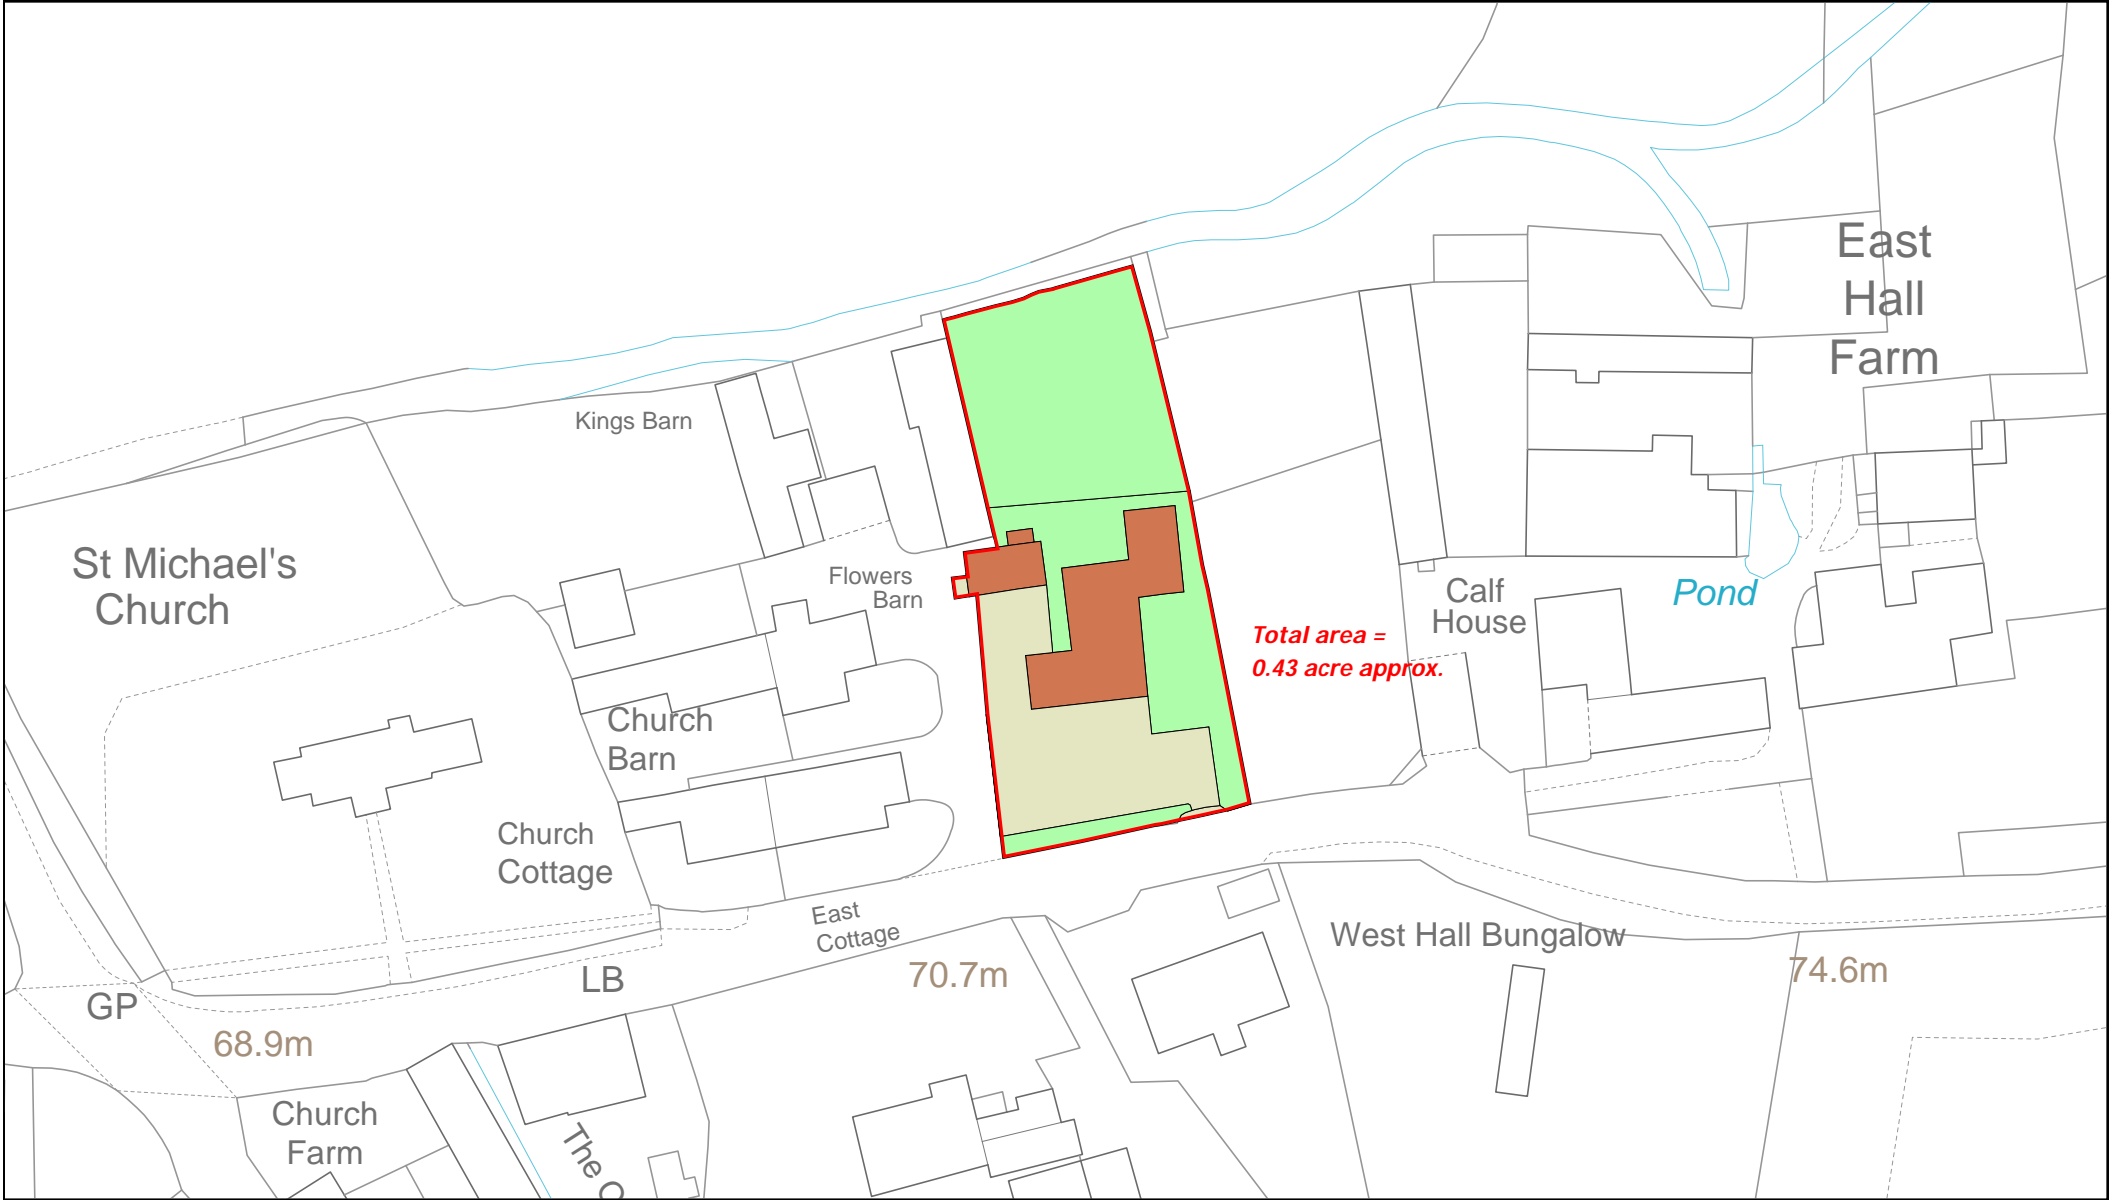 East
Hall
Farm
Kings Barn
St Michael's
Church
Flowers
Barn
Calf
House
Pond
Total area =
0.43 acre approx.
Church
Barn
Church
Cottage
East
Cottage
West Hall Bungalow
70.7m
74.6m
LB
GP
68.9m
Church
Farm
The